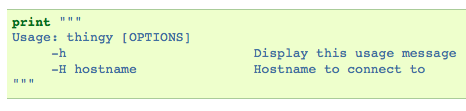 print """
Usage: thingy [OPTIONS]
     -h                        Display this usage message
     -H hostname               Hostname to connect to
"""